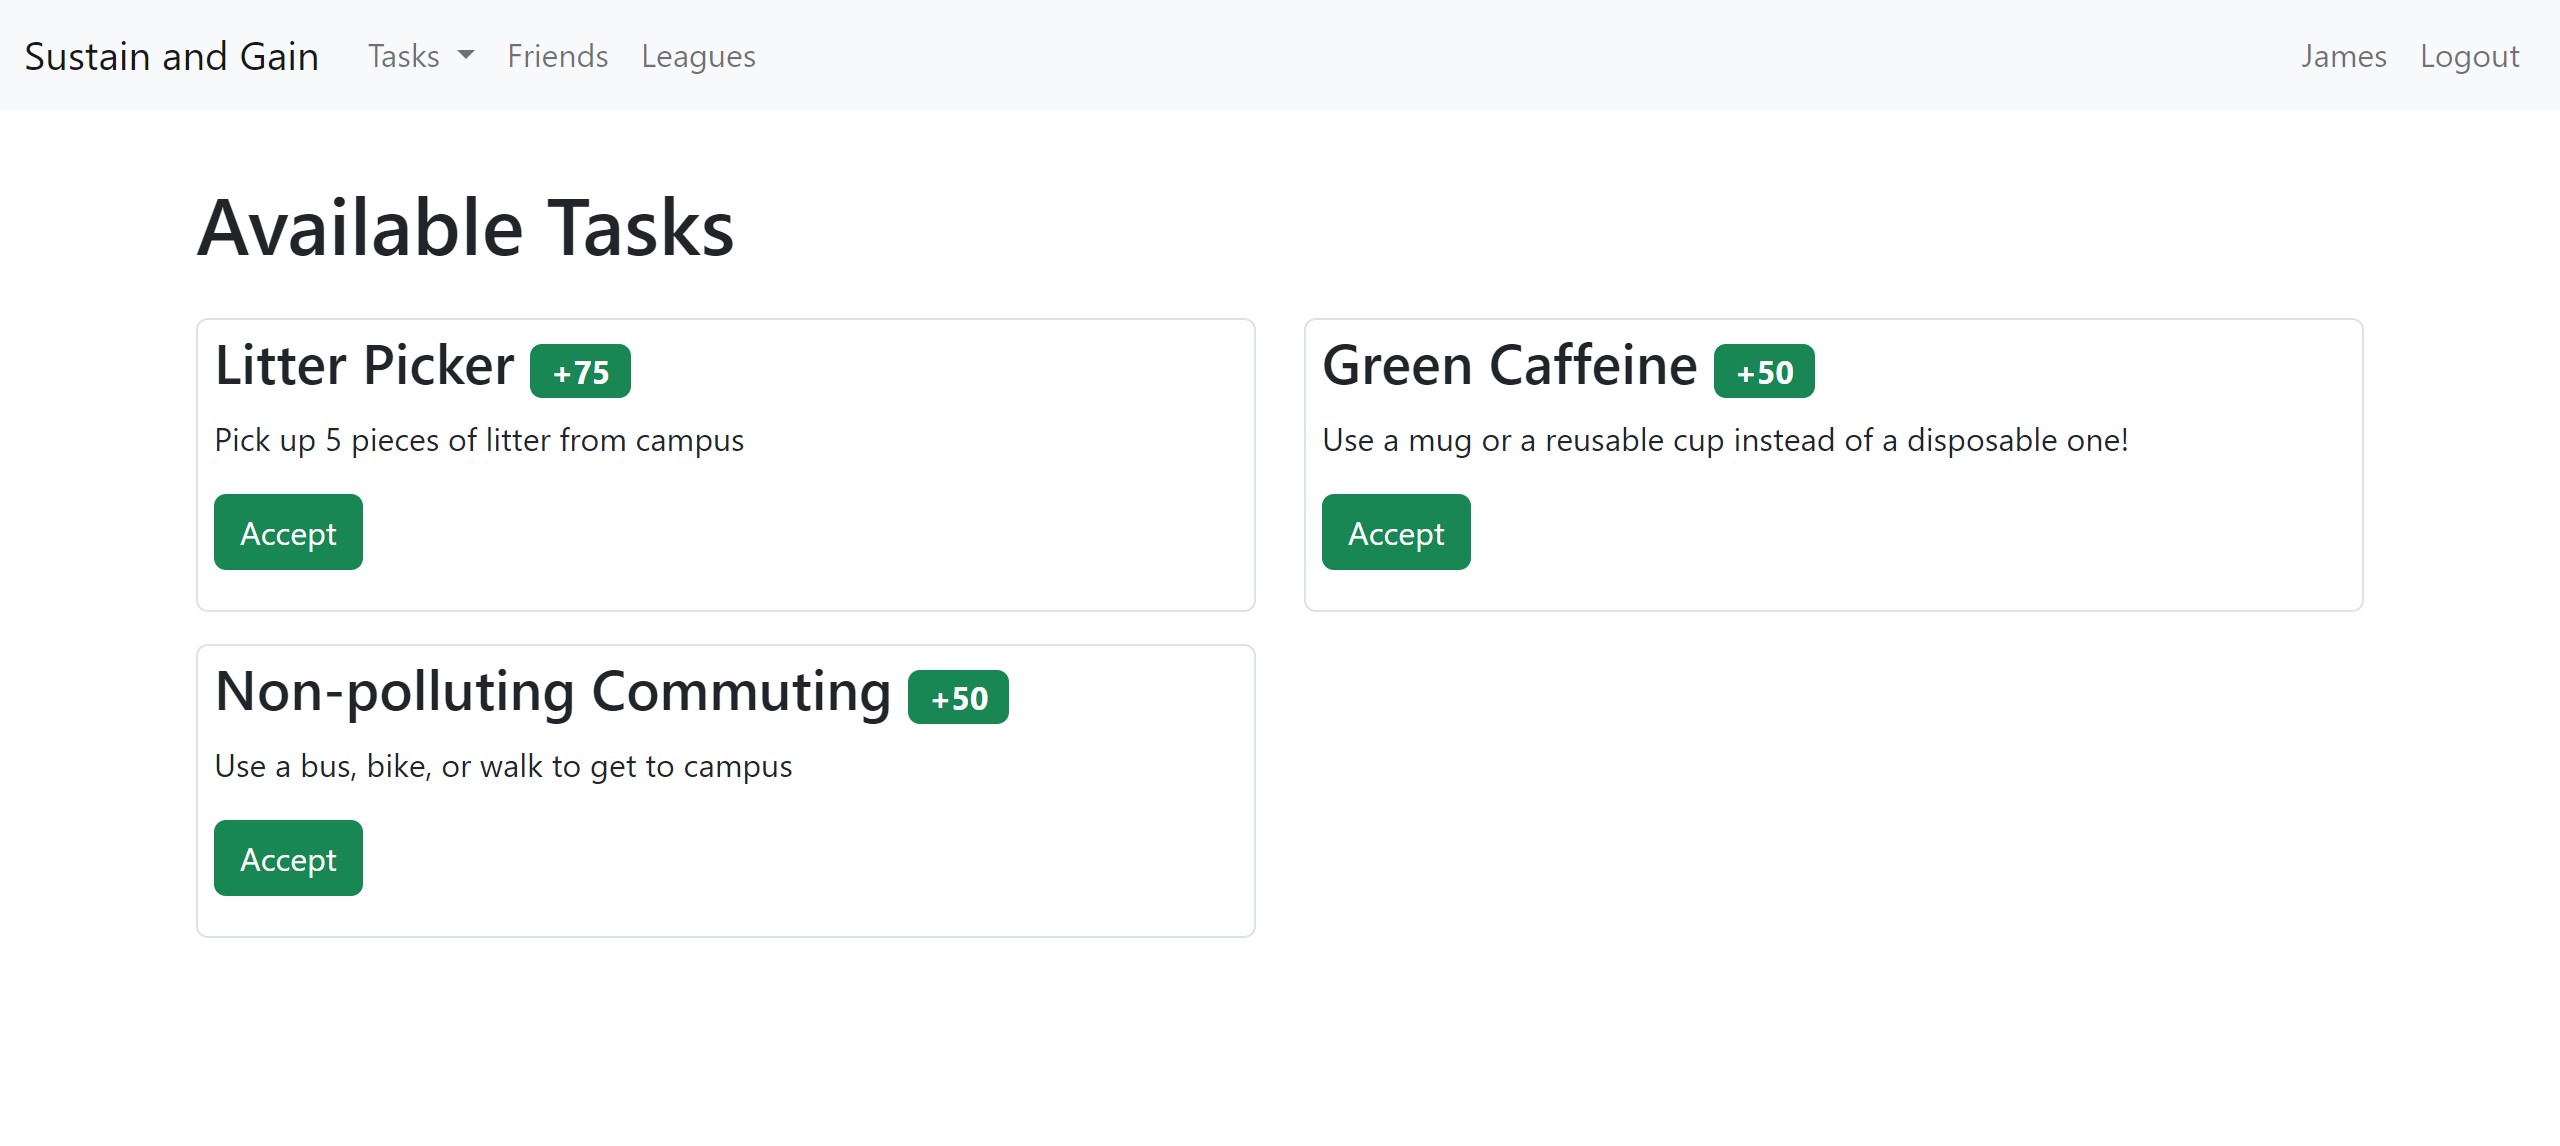 Sustain and Gain Tasks Friends Leagues James Logout
Available Tasks
Litter Picker +75
Pick up 5 pieces of litter from campus
Accept
Green Caffeine +50
Use a mug or a reusable cup instead of a disposable one!
Accept
Non-polluting Commuting +50
Use a bus, bike, or walk to get to campus
Accept